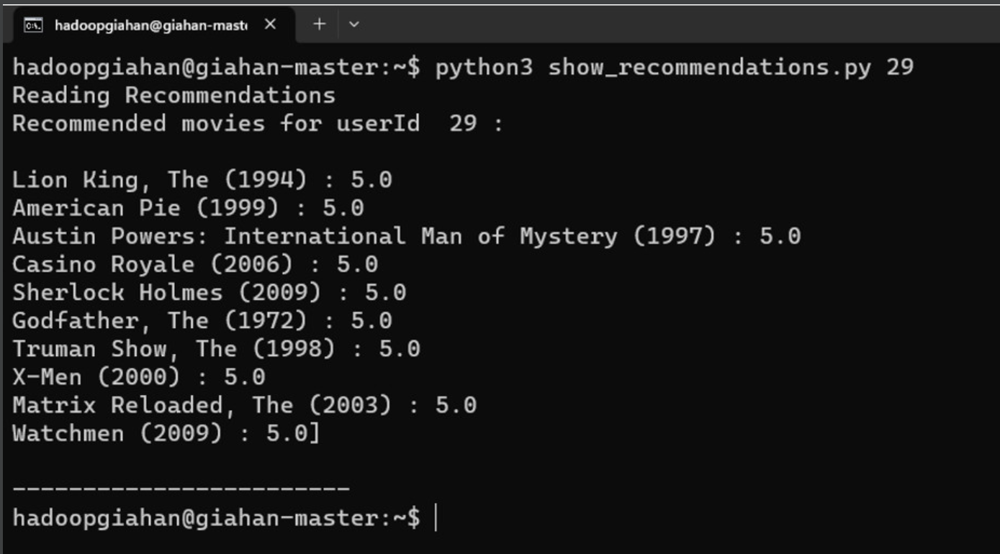 hadoopgiahan@giahan-maste
hadoopgiahan@giahan-master:~$ python3 show_recommendations.py 29
Reading Recommendations
Recommended movies for userId  29 :
Lion King, The (1994) : 5.0
American Pie (1999) : 5.0
Austin Powers: International Man of Mystery (1997) : 5.0
Casino Royale (2006) : 5.0
Sherlock Holmes (2009) : 5.0
Godfather, The (1972) : 5.0
Truman Show, The (1998) : 5.0
X-Men (2000) : 5.0
Matrix Reloaded, The (2003) : 5.0
Watchmen (2009) : 5.0]
------------------------
hadoopgiahan@giahan-master:~$